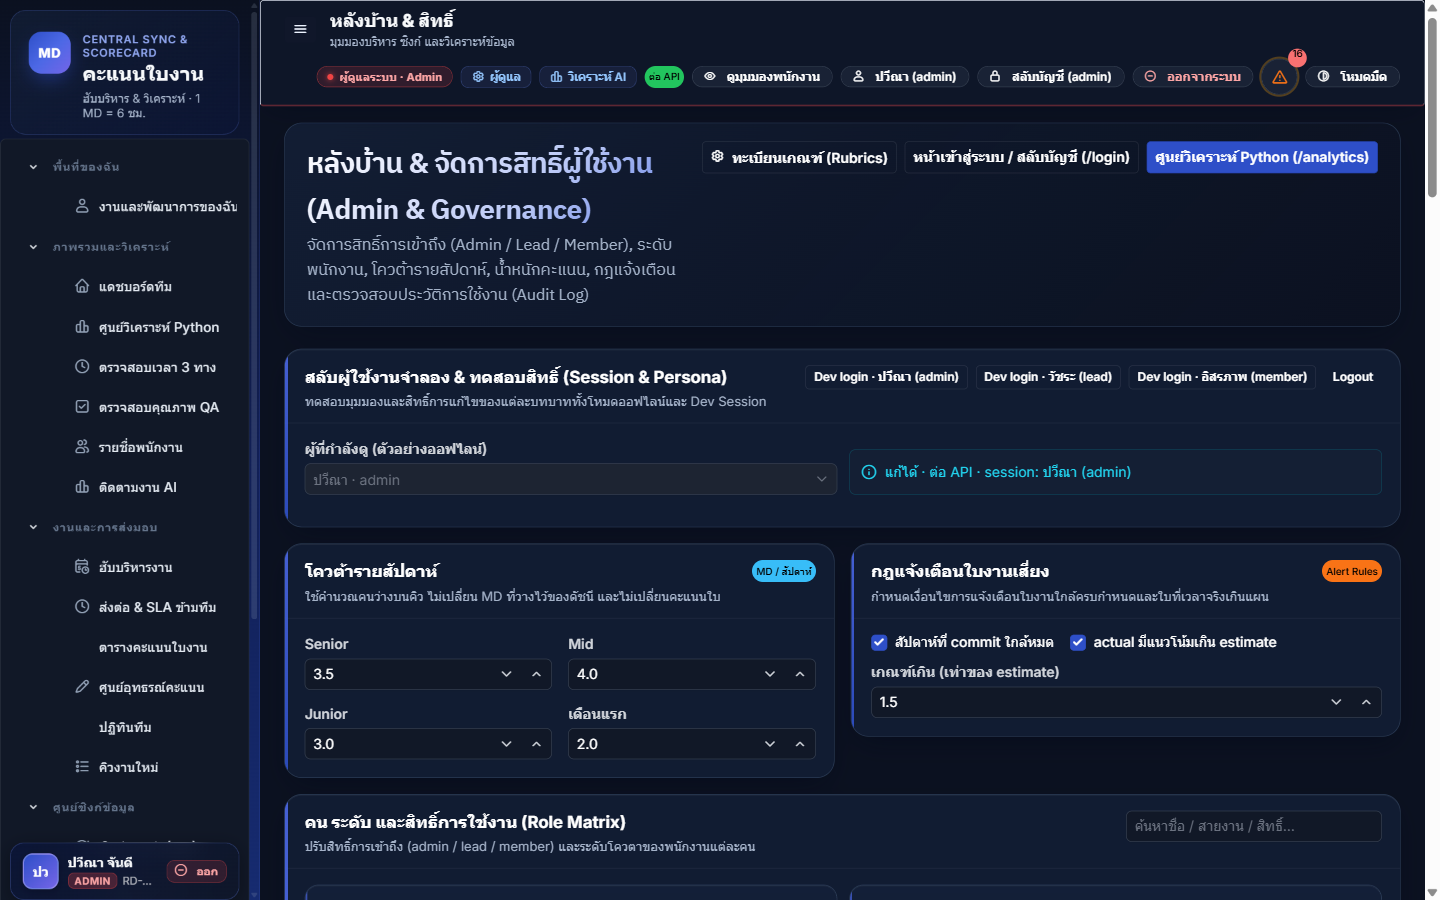 MD
CENTRAL SYNC &
SCORECARD
คะแนนใบงาน
ฮับบริหาร & วิเคราะห์ · 1
MD = 6 ชม.
พื้นที่ของฉัน
งานและพัฒนาการของฉัน
ภาพรวมและวิเคราะห์
แดชบอร์ดทีม
ศูนย์วิเคราะห์ Python
ตรวจสอบเวลา 3 ทาง
ตรวจสอบคุณภาพ QA
รายชื่อพนักงาน
ติดตามงาน AI
งานและการส่งมอบ
ฮับบริหารงาน
ส่งต่อ & SLA ข้ามทีม
ตารางคะแนนใบงาน
ศูนย์อุทธรณ์คะแนน
ปฏิทินทีม
คิวงานใหม่
ศูนย์ซิงก์ข้อมูล
ปว
ปวีณา จันดี
ADMIN RD-...
ออก
หลังบ้าน & สิทธิ์
มุมมองบริหาร ซิงก์ และวิเคราะห์ข้อมูล
ผู้ดูแลระบบ · Admin
ผู้ดูแล
วิเคราะห์ AI
ต่อ API
ดูมุมมองพนักงาน
ปวีณา (admin)
สลับบัญชี (admin)
ออกจากระบบ
16
โหมดมืด
หลังบ้าน & จัดการสิทธิ์ผู้ใช้งาน
(Admin & Governance)
จัดการสิทธิ์การเข้าถึง (Admin / Lead / Member), ระดับ
พนักงาน, โควต้ารายสัปดาห์, น้ำหนักคะแนน, กฎแจ้งเตือน
และตรวจสอบประวัติการใช้งาน (Audit Log)
ทะเบียนเกณฑ์ (Rubrics)
หน้าเข้าสู่ระบบ / สลับบัญชี (/login)
ศูนย์วิเคราะห์ Python (/analytics)
สลับผู้ใช้งานจำลอง & ทดสอบสิทธิ์ (Session & Persona)
ทดสอบมุมมองและสิทธิ์การแก้ไขของแต่ละบทบาททั้งโหมดออฟไลน์และ Dev Session
Dev login · ปวีณา (admin)
Dev login · วัชระ (lead)
Dev login · อิสรภาพ (member)
Logout
ผู้ที่กำลังดู (ตัวอย่างออฟไลน์)
ปวีณา · admin
แก้ได้ · ต่อ API · session: ปวีณา (admin)
โควต้ารายสัปดาห์
MD / สัปดาห์
ใช้คำนวณคนว่างบนคิว ไม่เปลี่ยน MD ที่วางไว้ของดัชนี และไม่เปลี่ยนคะแนนใบ
Senior
3.5
Mid
4.0
Junior
3.0
เดือนแรก
2.0
กฎแจ้งเตือนใบงานเสี่ยง
Alert Rules
กำหนดเงื่อนไขการแจ้งเตือนใบงานใกล้ครบกำหนดและใบที่เวลาจริงเกินแผน
สัปดาห์ที่ commit ใกล้หมด
actual มีแนวโน้มเกิน estimate
เกณฑ์เกิน (เท่าของ estimate)
1.5
คน ระดับ และสิทธิ์การใช้งาน (Role Matrix)
ปรับสิทธิ์การเข้าถึง (admin / lead / member) และระดับโควตาของพนักงานแต่ละคน
ค้นหาชื่อ / สายงาน / สิทธิ์...